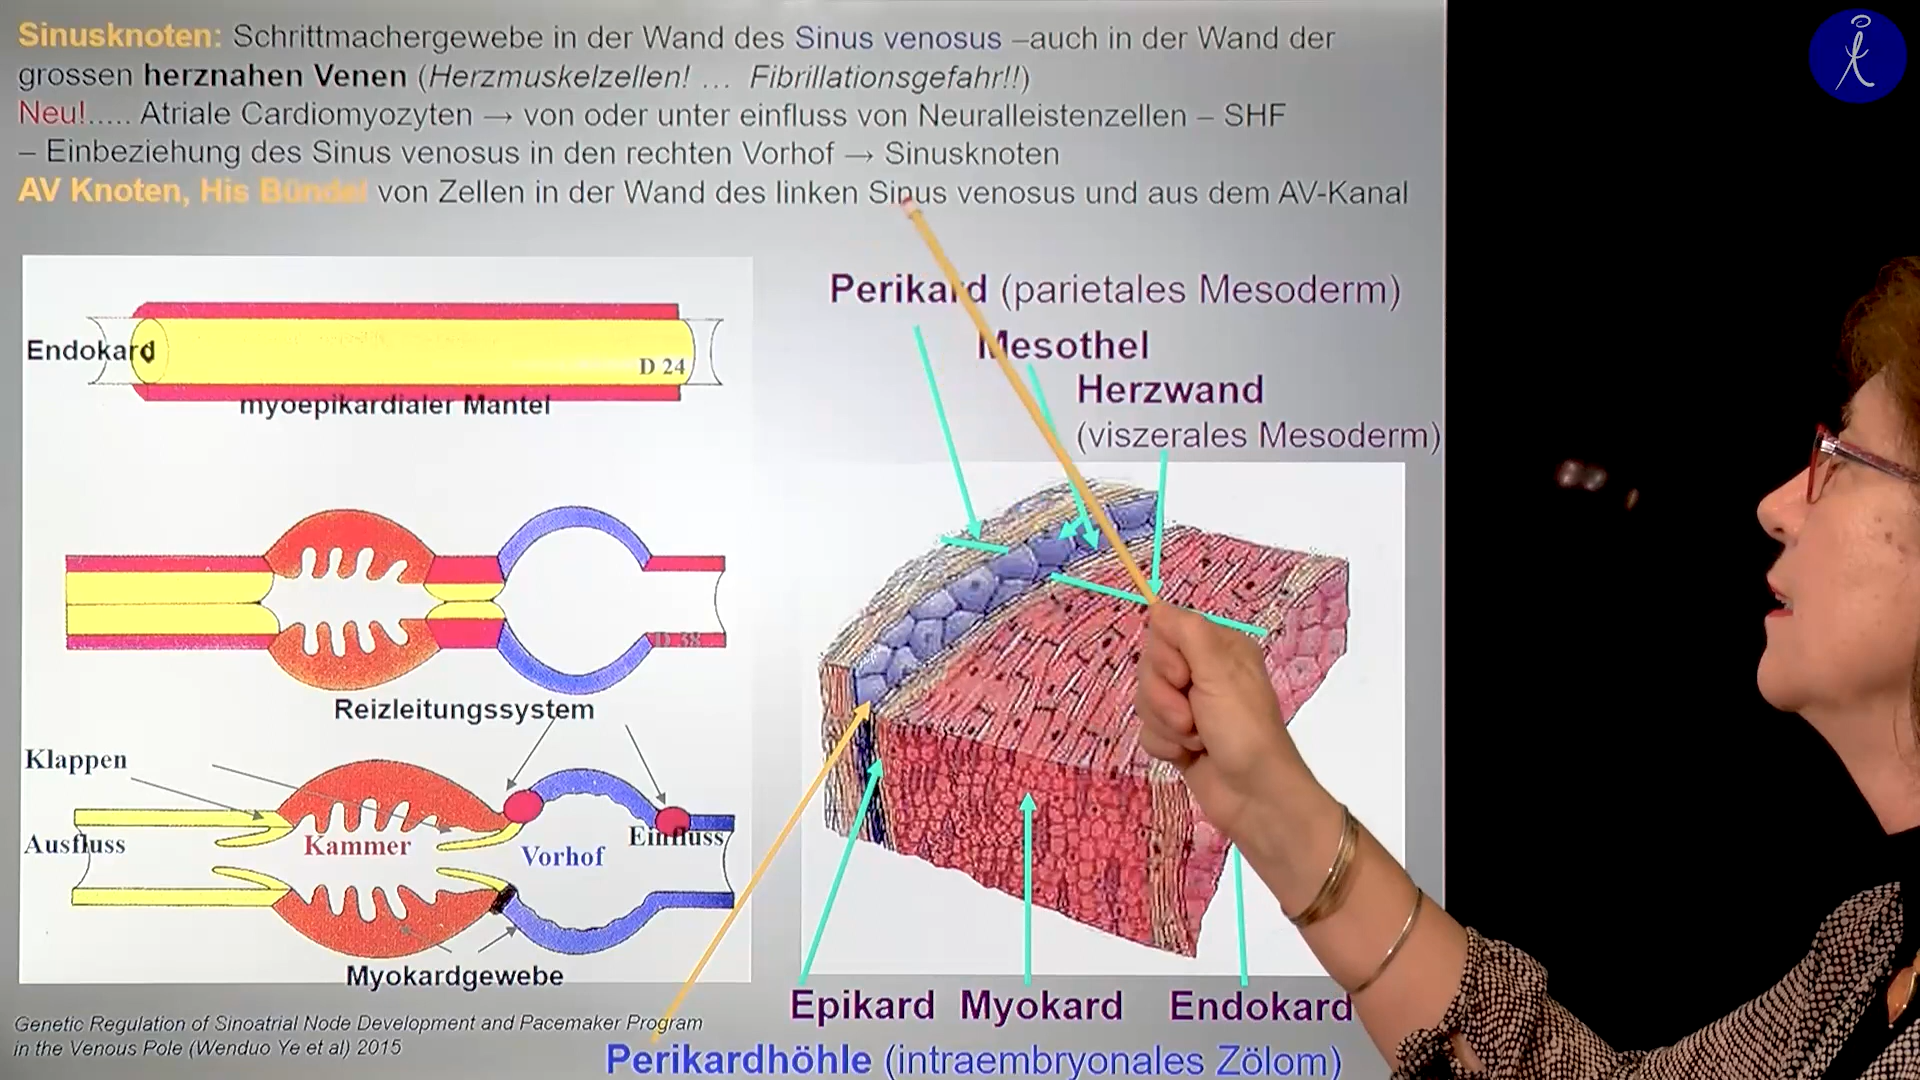 Sinusknoten: Schrittmachergewebe in der Wand des Sinus venosus –auch in der Wand der
grossen herznahen Venen (Herzmuskelzellen! ... Fibrillationsgefahr!!)
Neu!..... Atriale Cardiomyozyten → von oder unter einfluss von Neuralleistenzellen – SHF
– Einbeziehung des Sinus venosus in den rechten Vorhof → Sinusknoten
AV Knoten, His Bündel von Zellen in der Wand des linken Sinus venosus und aus dem AV-Kanal
Endokard
D 24
myoepikardialer Mantel
D 38
Reizleitungssystem
Klappen
Ausfluss
Kammer
Vorhof
Einfluss
Myokardgewebe
Genetic Regulation of Sinoatrial Node Development and Pacemaker Program
in the Venous Pole (Wenduo Ye et al) 2015
Perikard (parietales Mesoderm)
Mesothel
Herzwand
(viszerales Mesoderm)
Epikard Myokard Endokard
Perikardhöhle (intraembryonales Zölom)